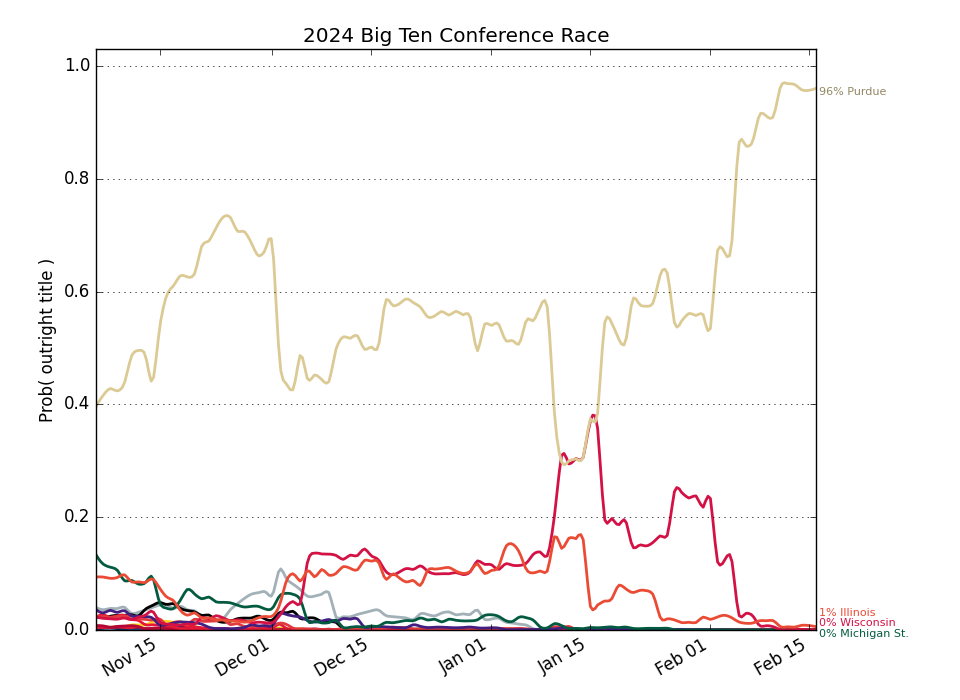 2024 Big Ten Conference Race
Prob( outright title )
1.0
0.8
0.6
0.4
0.2
0.0
96% Purdue
1% Illinois
0% Wisconsin
0% Michigan St.
Nov 15
Dec 01
Dec 15
Jan 01
Jan 15
Feb 01
Feb 15